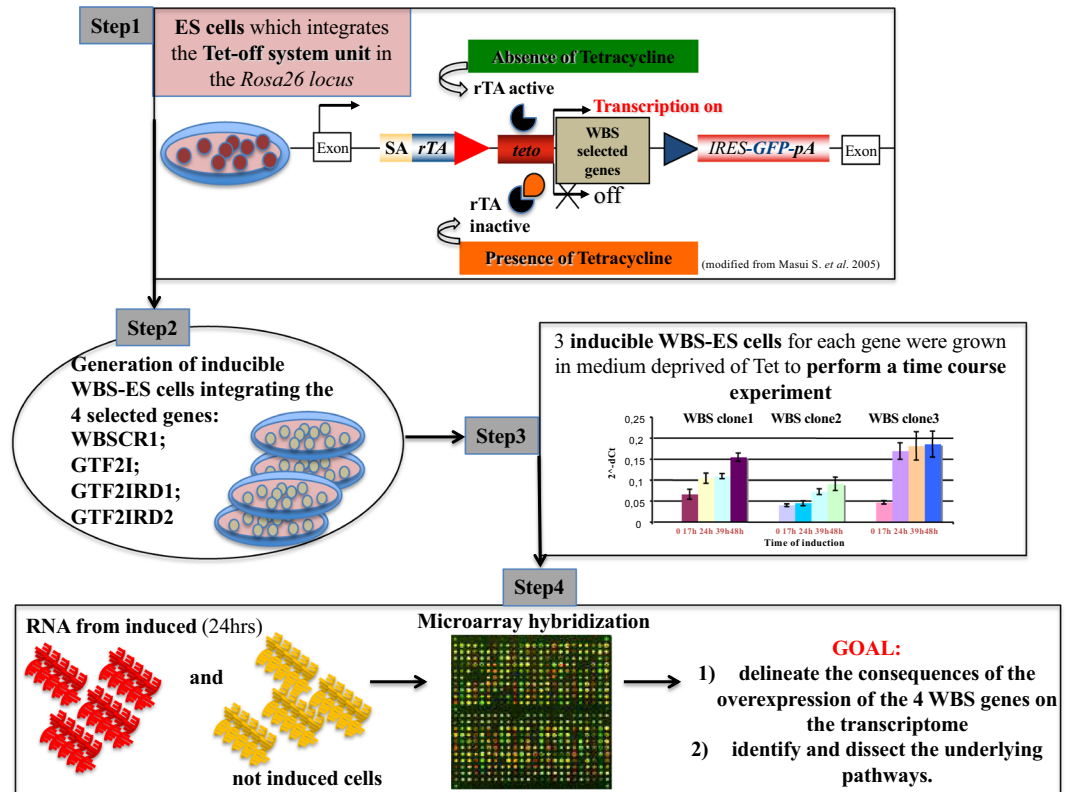 Step1
ES cells which integrates
the Tet-off system unit in
the Rosa26 locus
Absence of Tetracycline
rTA active
Transcription on
Exon
SA
rTA
teto
WBS
selected
genes
IRES-GFP-pA
Exon
off
rTA
inactive
Presence of Tetracycline
(modified from Masui S. et al. 2005)
Step2
Generation of inducible
WBS-ES cells integrating the
4 selected genes:
WBSCR1;
GTF2I;
GTF2IRD1;
GTF2IRD2
Step3
3 inducible WBS-ES cells for each gene were grown
in medium deprived of Tet to perform a time course
experiment
WBS clone1 WBS clone2 WBS clone3
2^-dCt
0,2
0,15
0,1
0,05
0
0 17h 24h 39h48h 0 17h 24h 39h48h 0 17h 24h 39h48h
Time of induction
Step4
RNA from induced (24hrs)
and
not induced cells
Microarray hybridization
GOAL:
1) delineate the consequences of the
overexpression of the 4 WBS genes on
the transcriptome
2) identify and dissect the underlying
pathways.